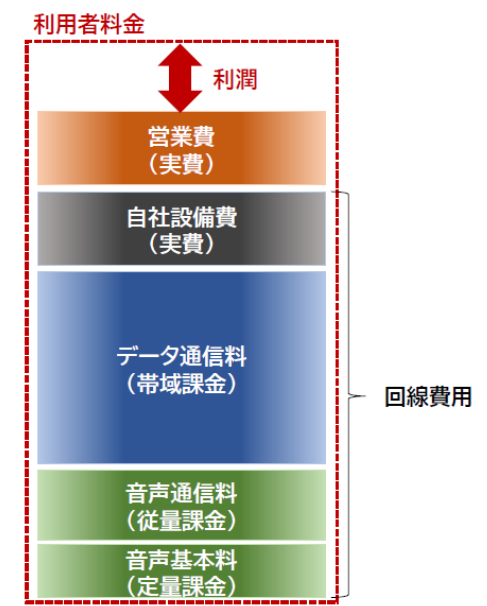 利用者料金
利潤
営業費
（実費）
自社設備費
（実費）
データ通信料
（帯域課金）
回線費用
音声通信料
（従量課金）
音声基本料
（定量課金）